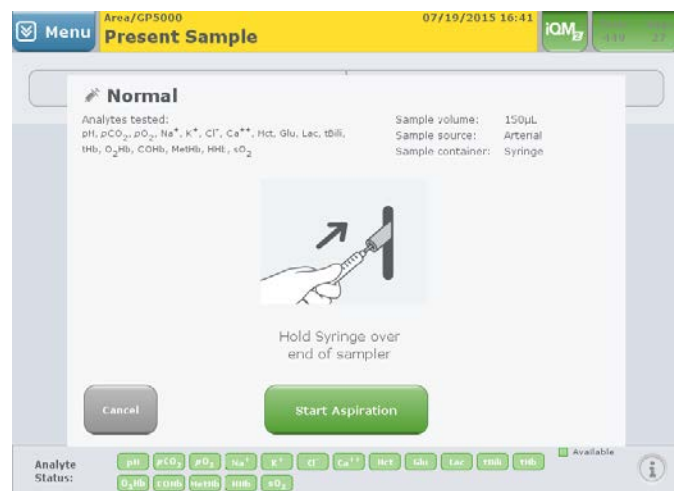 Menu
Area/GP5000
07/19/2015 16:41
Present Sample
iQM2
Normal
Analytes tested:
pH, pCO2, pO2, Na+, K+, Cl-, Ca++, Hct, Glu, Lac, tBili,
tHb, O2Hb, COHb, MetHb, HHb, sO2
Sample volume: 150µL
Sample source: Arterial
Sample container: Syringe
Hold Syringe over
end of sampler
Cancel
Start Aspiration
Analyte
Status:
pH pCO2 pO2 Na+ K+ Cl- Ca++ Hct Glu Lac tBili tHb
O2Hb COHb MetHb HHb sO2
Available